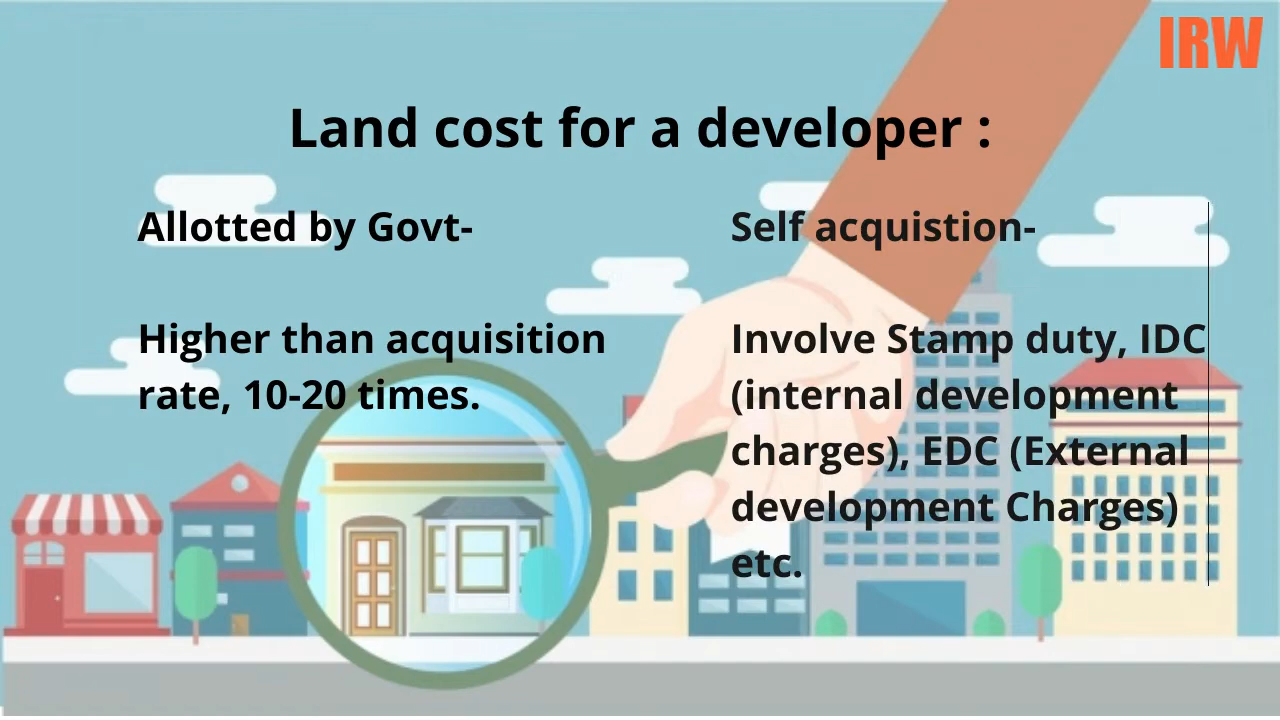 IRW
Land cost for a developer :
Allotted by Govt-
Higher than acquisition
rate, 10-20 times.
Self acquistion-
Involve Stamp duty, IDC
(internal development
charges), EDC (External
development Charges)
etc.